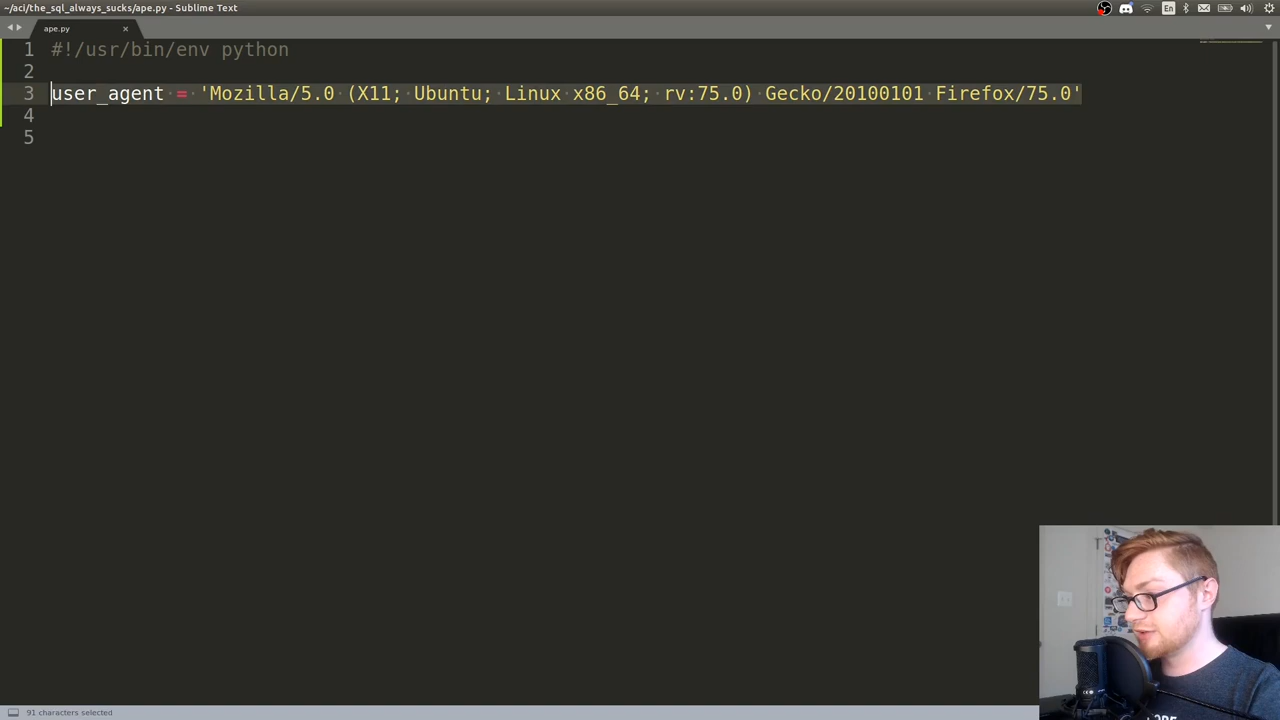 ~/aci/the_sql_always_sucks/ape.py - Sublime Text
En
ape.py ×
1 #!/usr/bin/env python
2
3 user_agent = 'Mozilla/5.0 (X11; Ubuntu; Linux x86_64; rv:75.0) Gecko/20100101 Firefox/75.0'
4
5
91 characters selected